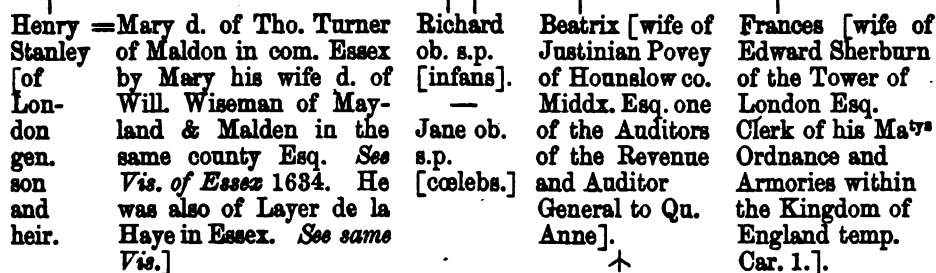 Henry =
Stanley
[of
Lon-
don
gen.
son
and
heir.
Mary d. of Tho. Turner
of Maldon in com. Essex
by Mary his wife d. of
Will. Wiseman of May-
land & Malden in the
same county Esq. See
Vis. of Essex 1634. He
was also of Layer de la
Haye in Essex. See same
Vis.]
Richard
ob. s.p.
[infans].
—
Jane ob.
s.p.
[cœlebs.]
Beatrix [wife of
Justinian Povey
of Hounslow co.
Middx. Esq. one
of the Auditors
of the Revenue
and Auditor
General to Qu.
Anne].
Frances [wife of
Edward Sherburn
of the Tower of
London Esq.
Clerk of his Maᵗʸˢ
Ordnance and
Armories within
the Kingdom of
England temp.
Car. 1.].